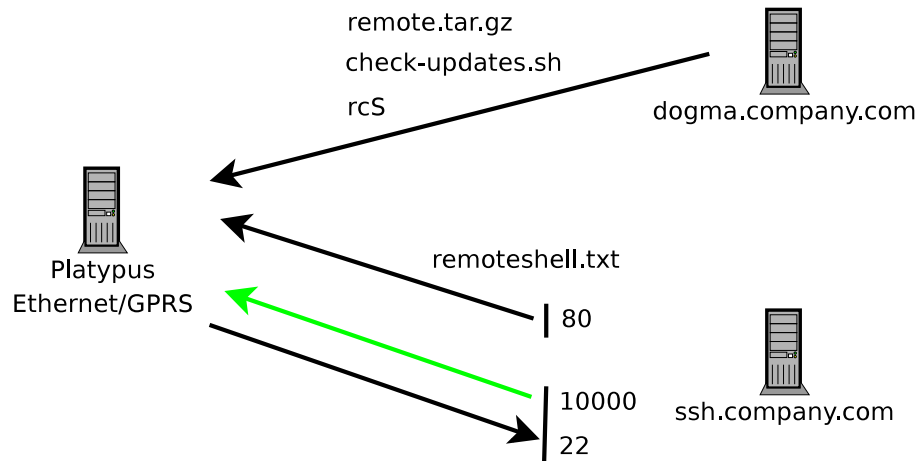 remote.tar.gz
check-updates.sh
rcS
dogma.company.com
Platypus
Ethernet/GPRS
remoteshell.txt
80
10000
22
ssh.company.com